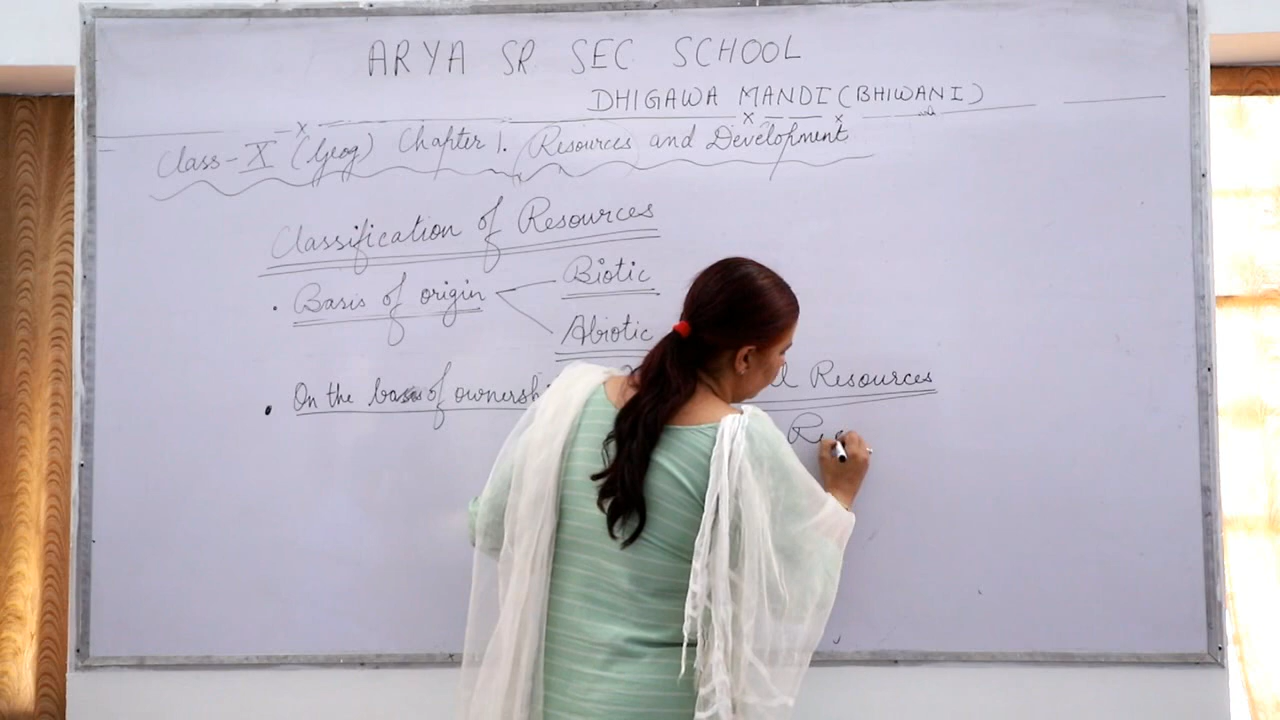 ARYA SR SEC SCHOOL
DHIGAWA MANDI (BHIWANI)
Class-X (Geog) Chapter 1. Resources and Development
Classification of Resources
. Basis of origin
Biotic
Abiotic
. On the basis of ownersh
Resources